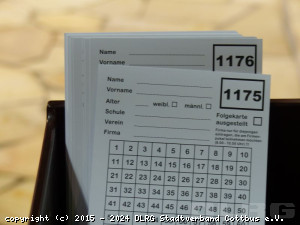 Name
Vorname
1176
Name
Vorname
1175
Alter weibl. männl.
Schule
Verein
Firma
Folgekarte
ausgestellt
1 2 3 4 5 6 7 8 9 10
11 12 13 14 15 16 17 18 19 20
21 22 23 24 25 26 27 28 29 30
31 32 33 34 35 36 37 38 39 40
41 42 43 44 45 46 47 48 49 50
copyright (c) 2015 - 2024 DLRG Stadtverband Cottbus e.V.